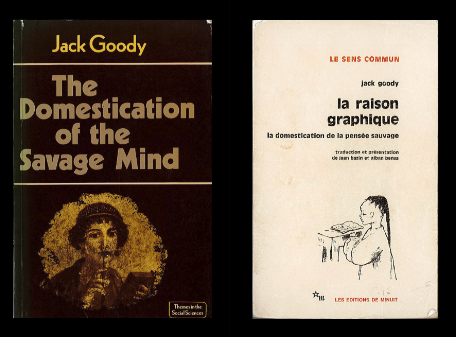 Jack Goody
The
Domestication
of the
Savage Mind
Themes in the
Social Sciences
LE SENS COMMUN
jack goody
la raison
graphique
la domestication de la pensée sauvage
traduction et présentation
de jean bazin et alban bensa
LES EDITIONS DE MINUIT